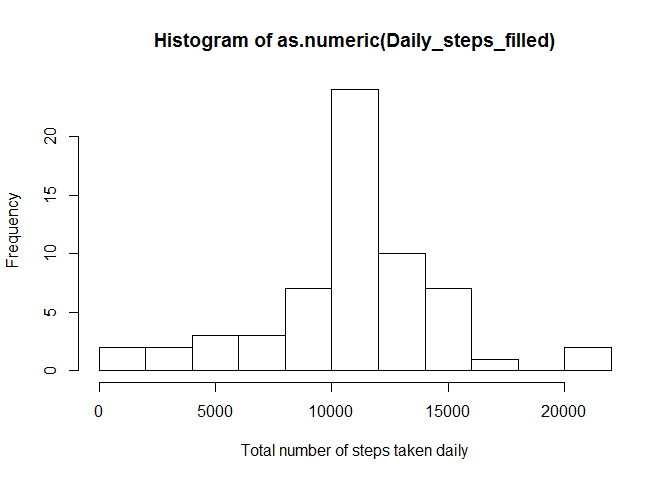 Histogram of as.numeric(Daily_steps_filled)
Frequency
20
15
10
5
0
0 5000 10000 15000 20000
Total number of steps taken daily